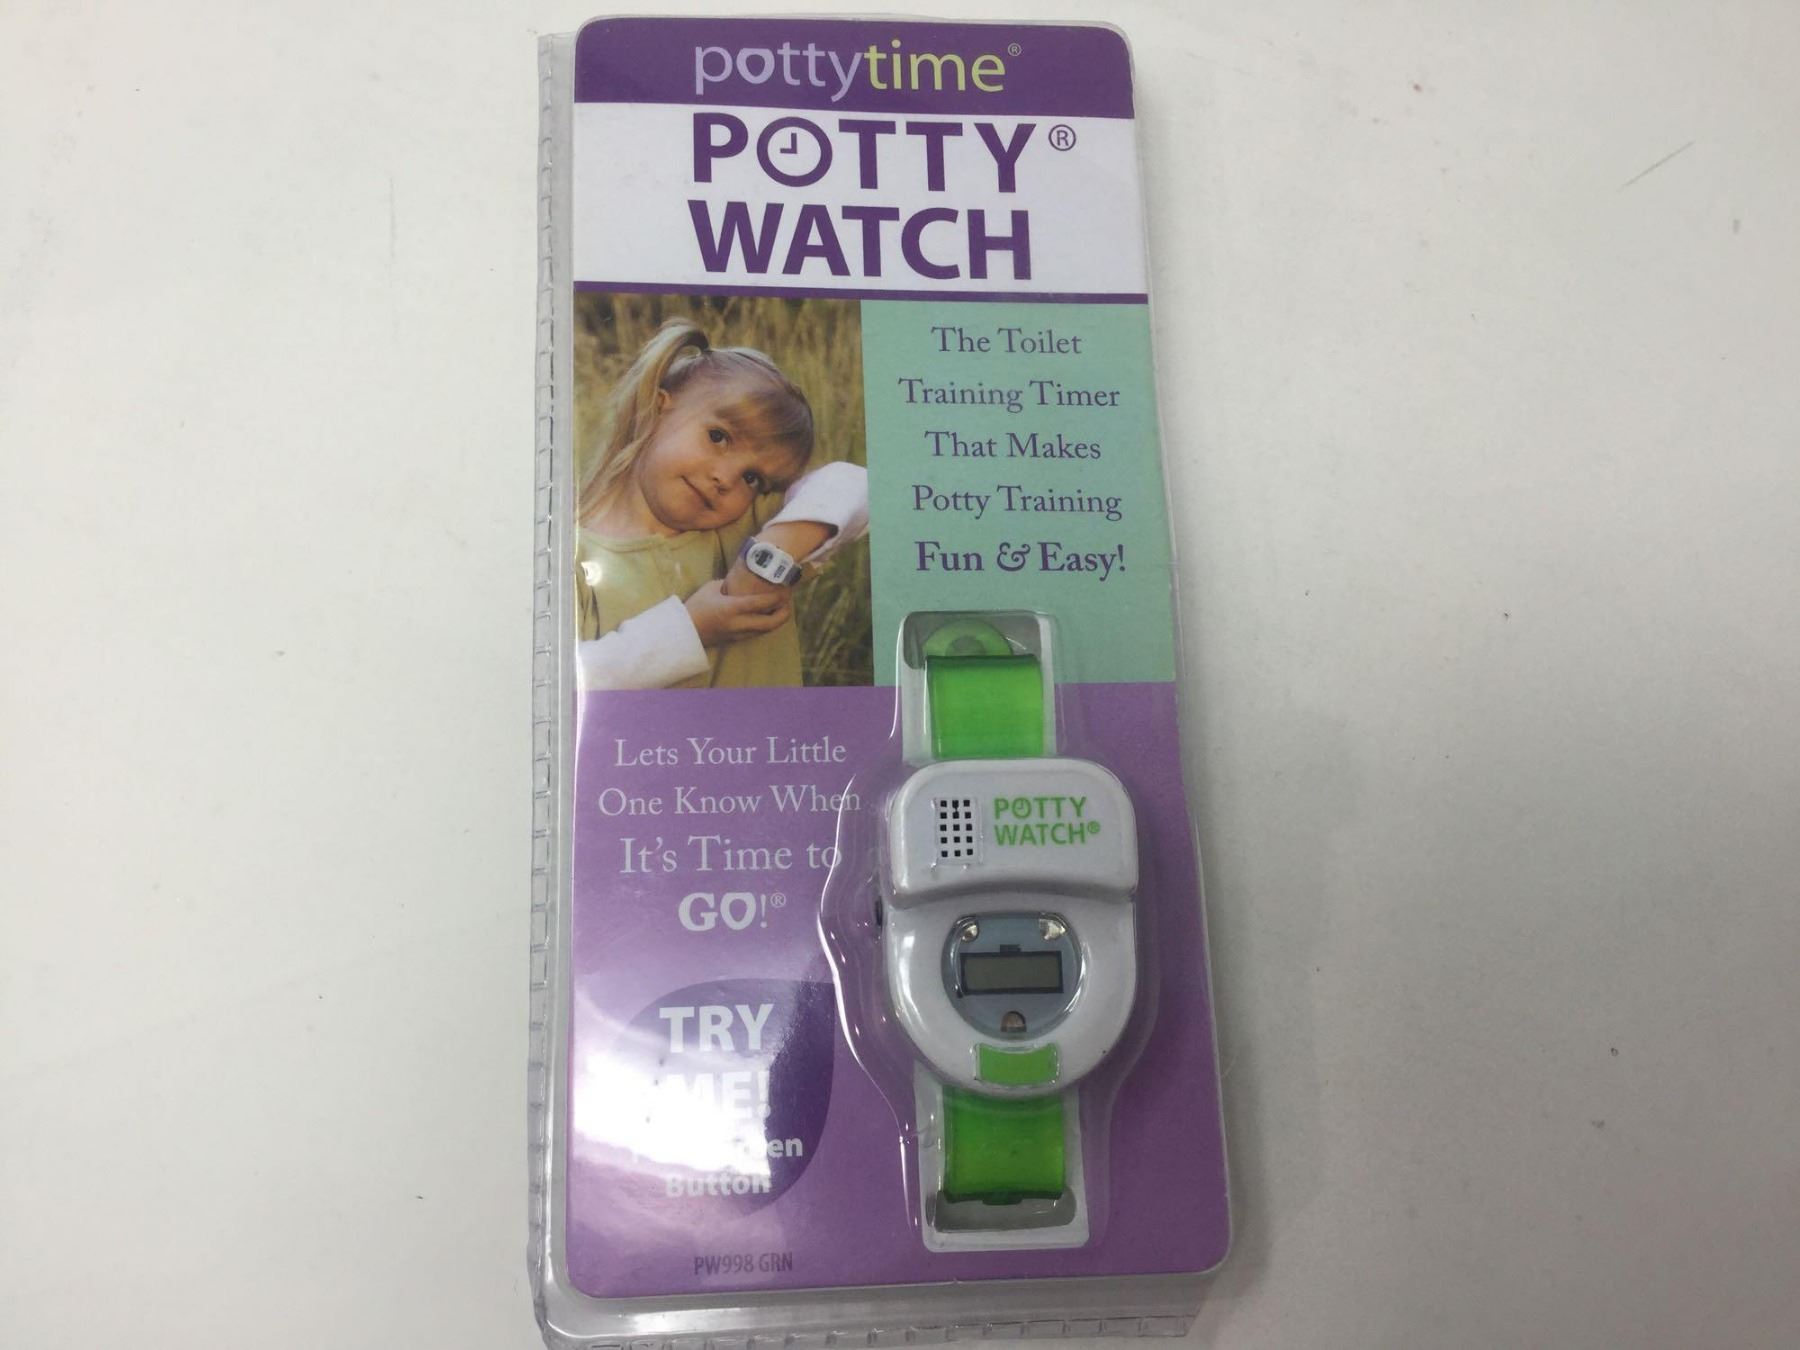 pottytime®
POTTY®
WATCH
The Toilet
Training Timer
That Makes
Potty Training
Fun & Easy!
Lets Your Little
One Know When
It's Time to
GO!®
POTTY
WATCH®
TRY
ME!
Button
PW998 GRN